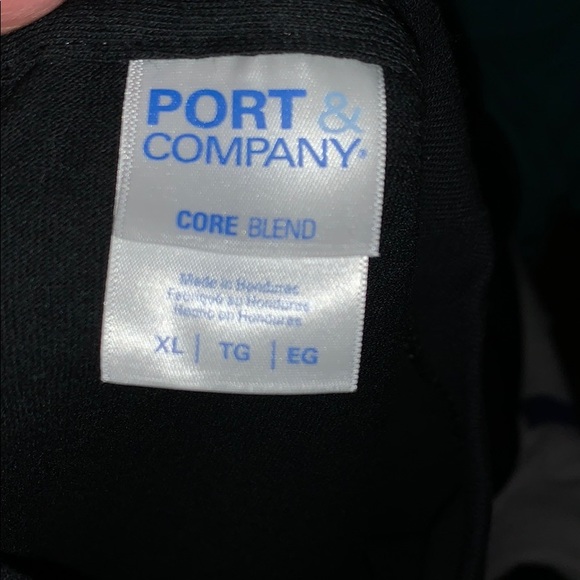 PORT &
COMPANY®
CORE BLEND
Made in Honduras
Fabriqué au Honduras
Hecho en Honduras
XL | TG | EG